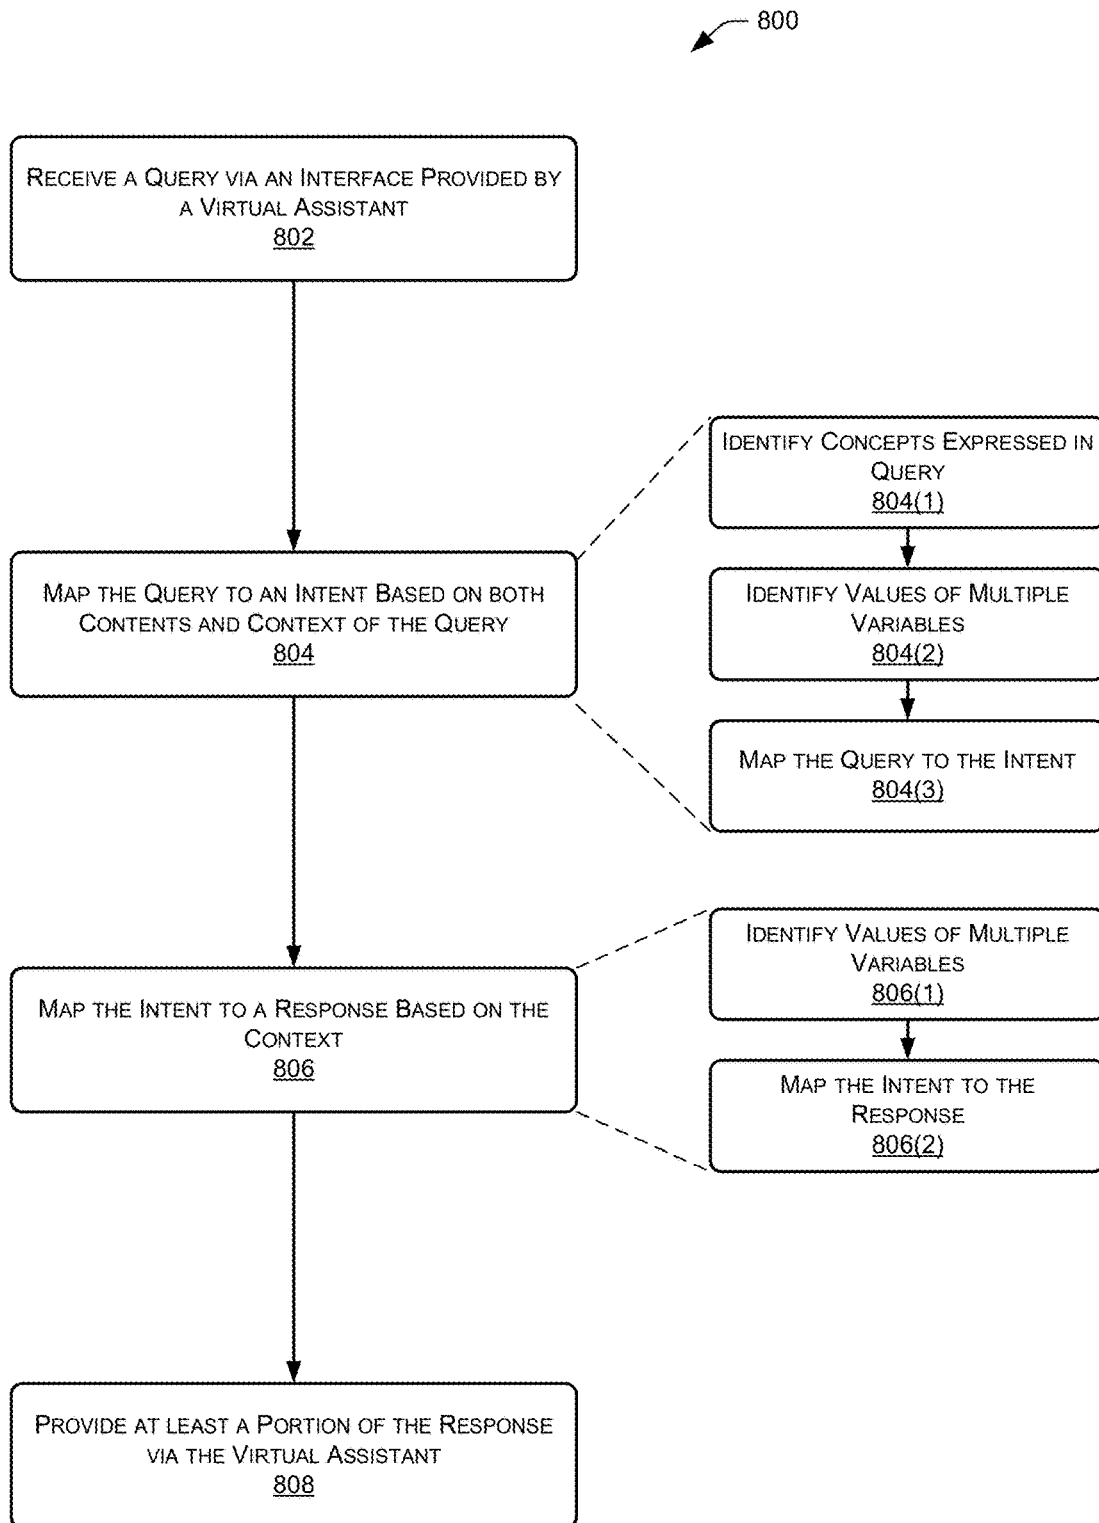 800
RECEIVE A QUERY VIA AN INTERFACE PROVIDED BY
A VIRTUAL ASSISTANT
802
IDENTIFY CONCEPTS EXPRESSED IN
QUERY
804(1)
MAP THE QUERY TO AN INTENT BASED ON BOTH
CONTENTS AND CONTEXT OF THE QUERY
804
IDENTIFY VALUES OF MULTIPLE
VARIABLES
804(2)
MAP THE QUERY TO THE INTENT
804(3)
IDENTIFY VALUES OF MULTIPLE
VARIABLES
806(1)
MAP THE INTENT TO A RESPONSE BASED ON THE
CONTEXT
806
MAP THE INTENT TO THE
RESPONSE
806(2)
PROVIDE AT LEAST A PORTION OF THE RESPONSE
VIA THE VIRTUAL ASSISTANT
808